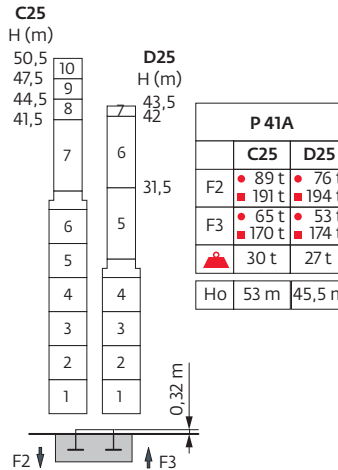 C25
H (m)
50,5
47,5
44,5
41,5
10
9
8
7
6
5
4
3
2
1
D25
H (m)
43,5
42
31,5
7
6
5
4
3
2
1
0,32 m
F2
F3
P 41A
C25 D25
F2 89 t 76 t
191 t 194 t
F3 65 t 53 t
170 t 174 t
30 t 27 t
Ho 53 m 45,5 m